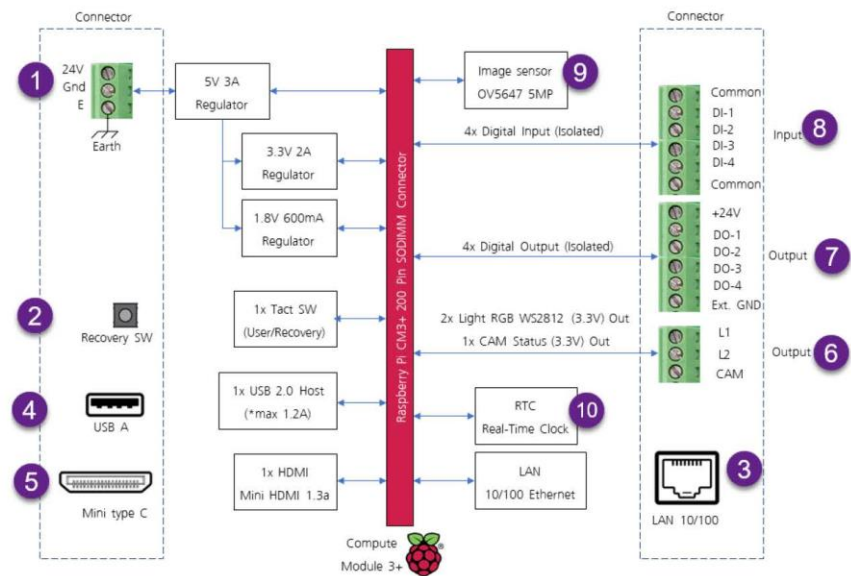 Connector
1
24V
Gnd
E
Earth
5V 3A
Regulator
3.3V 2A
Regulator
1.8V 600mA
Regulator
2
Recovery SW
1x Tact SW
(User/Recovery)
4
USB A
1x USB 2.0 Host
(*max 1.2A)
5
Mini type C
1x HDMI
Mini HDMI 1.3a
Raspberry Pi CM3+ 200 Pin SODIMM Connector
Compute
Module 3+
®
Image sensor
OV5647 5MP
9
4x Digital Input (Isolated)
4x Digital Output (Isolated)
2x Light RGB WS2812 (3.3V) Out
1x CAM Status (3.3V) Out
RTC
Real-Time Clock
10
LAN
10/100 Ethernet
Connector
Common
DI-1
DI-2
DI-3
DI-4
Common
Input
8
+24V
DO-1
DO-2
DO-3
DO-4
Ext. GND
Output
7
L1
L2
CAM
Output
6
3
LAN 10/100